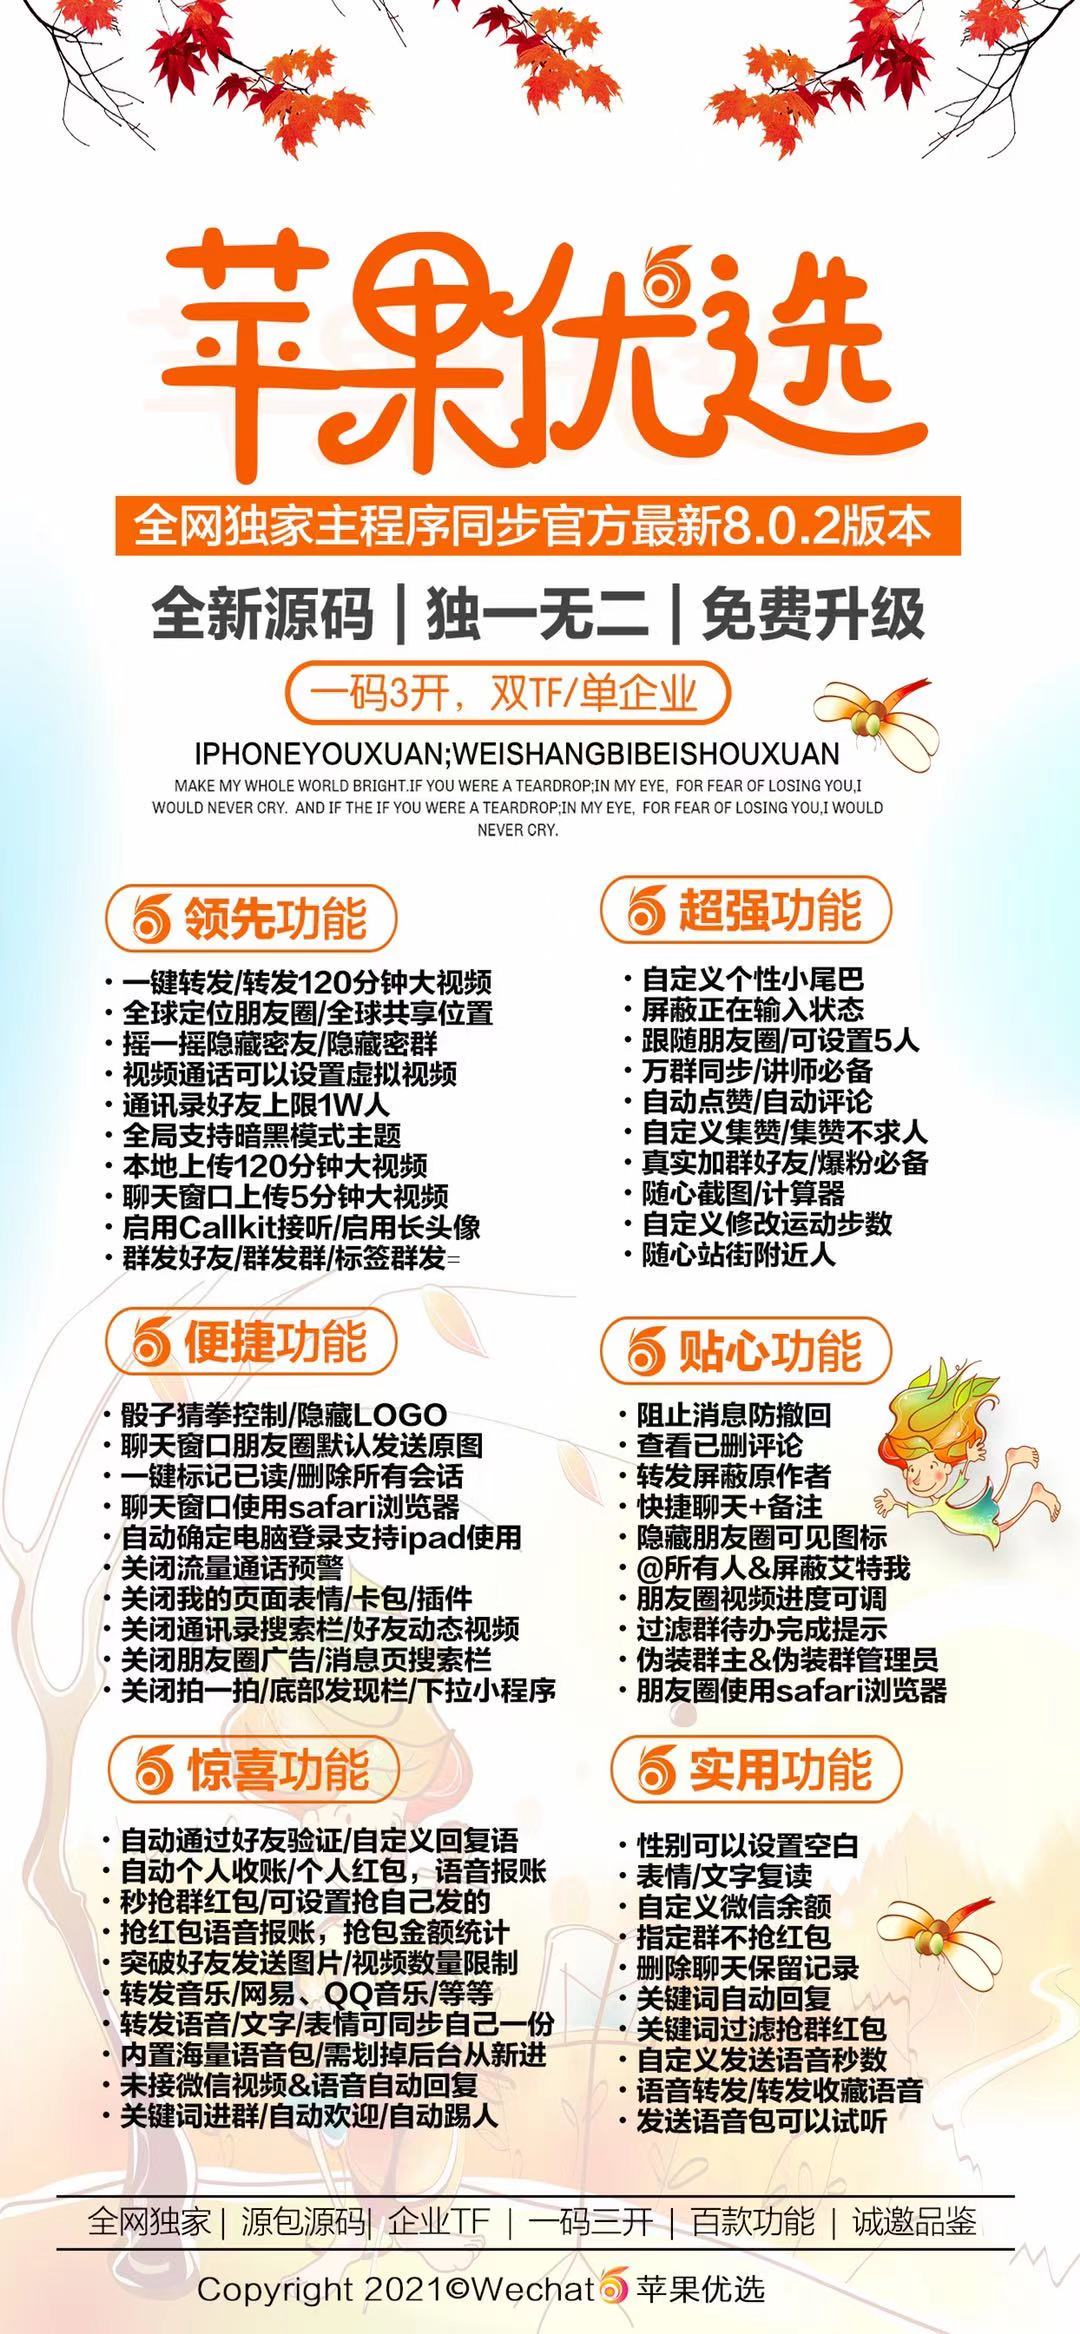 苹果优选
全网独家主程序同步官方最新8.0.2版本
全新源码|独一无二|免费升级
一码3开，双TF/单企业
IPHONEYOUXUAN;WEISHANGBIBEISHOUXUAN
MAKE MY WHOLE WORLD BRIGHT.IF YOU WERE A TEARDROP;IN MY EYE, FOR FEAR OF LOSING YOU,I
WOULD NEVER CRY. AND IF THE IF YOU WERE A TEARDROP;IN MY EYE, FOR FEAR OF LOSING YOU,I WOULD
NEVER CRY.
领先功能
·一键转发/转发120分钟大视频
·全球定位朋友圈/全球共享位置
·摇一摇隐藏密友/隐藏密群
·视频通话可以设置虚拟视频
·通讯录好友上限1W人
·全局支持暗黑模式主题
·本地上传120分钟大视频
·聊天窗口上传5分钟大视频
·启用Callkit接听/启用长头像
·群发好友/群发群/标签群发=
超强功能
·自定义个性小尾巴
·屏蔽正在输入状态
·跟随朋友圈/可设置5人
·万群同步/讲师必备
·自动点赞/自动评论
·自定义集赞/集赞不求人
·真实加群好友/爆粉必备
·随心截图/计算器
·自定义修改运动步数
·随心站街附近人
便捷功能
·骰子猜拳控制/隐藏LOGO
·聊天窗口朋友圈默认发送原图
·一键标记已读/删除所有会话
·聊天窗口使用safari浏览器
·自动确定电脑登录支持ipad使用
·关闭流量通话预警
·关闭我的页面表情/卡包/插件
·关闭通讯录搜索栏/好友动态视频
·关闭朋友圈广告/消息页搜索栏
·关闭拍一拍/底部发现栏/下拉小程序
贴心功能
·阻止消息防撤回
·查看已删评论
·转发屏蔽原作者
·快捷聊天+备注
·隐藏朋友圈可见图标
·@所有人&屏蔽艾特我
·朋友圈视频进度可调
·过滤群待办完成提示
·伪装群主&伪装群管理员
·朋友圈使用safari浏览器
惊喜功能
·自动通过好友验证/自定义回复语
·自动个人收账/个人红包，语音报账
·秒抢群红包/可设置抢自己发的
·抢红包语音报账，抢包金额统计
·突破好友发送图片/视频数量限制
·转发音乐/网易、QQ音乐/等等
·转发语音/文字/表情可同步自己一份
·内置海量语音包/需划掉后台从新进
·未接微信视频&语音自动回复
·关键词进群/自动欢迎/自动踢人
实用功能
·性别可以设置空白
·表情/文字复读
·自定义微信余额
·指定群不抢红包
·删除聊天保留记录
·关键词自动回复
·关键词过滤抢群红包
·自定义发送语音秒数
·语音转发/转发收藏语音
·发送语音包可以试听
全网独家| 源包源码| 企业TF | 一码三开 | 百款功能 | 诚邀品鉴
Copyright 2021©Wechat 苹果优选